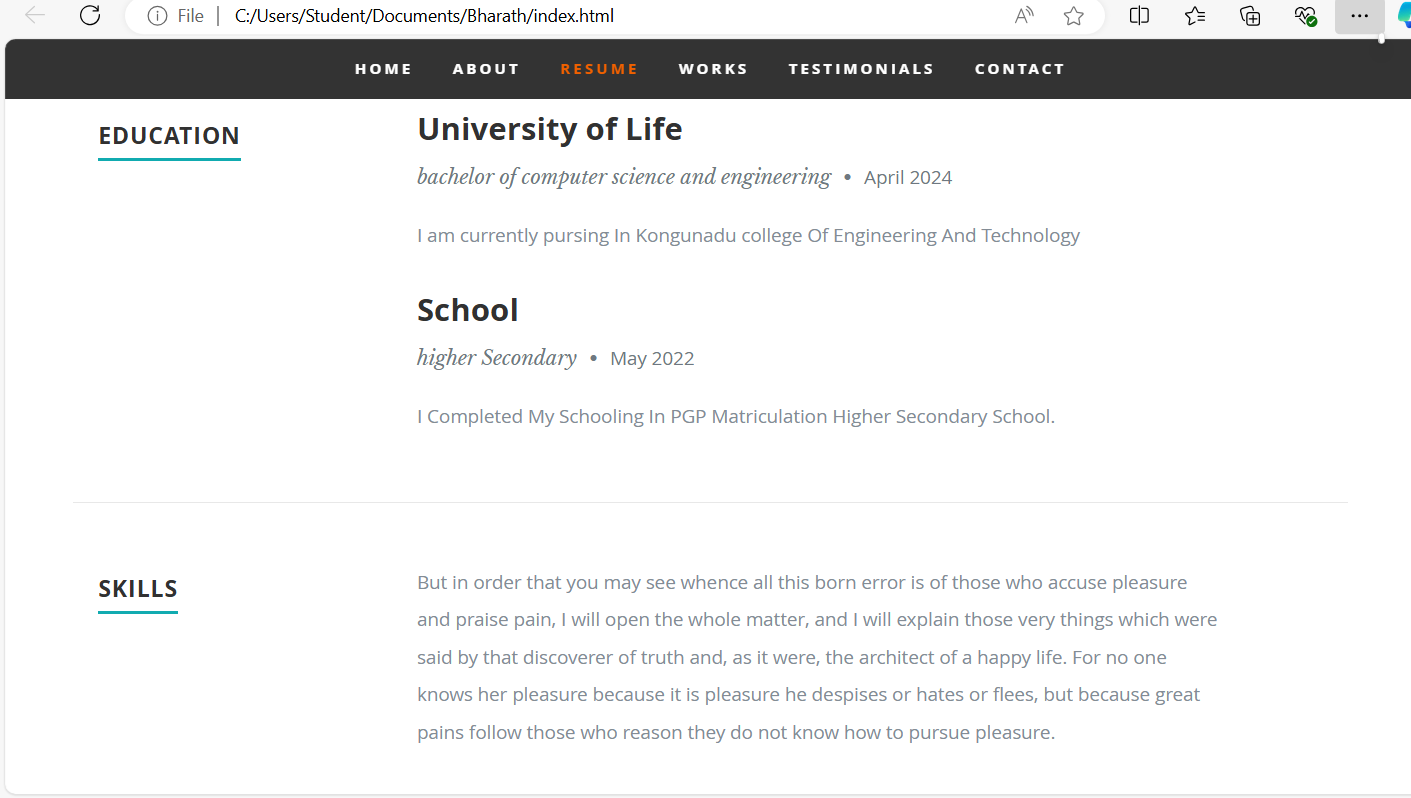 File | C:/Users/Student/Documents/Bharath/index.html
HOME ABOUT RESUME WORKS TESTIMONIALS CONTACT
EDUCATION
University of Life
bachelor of computer science and engineering • April 2024
I am currently pursing In Kongunadu college Of Engineering And Technology
School
higher Secondary • May 2022
I Completed My Schooling In PGP Matriculation Higher Secondary School.
SKILLS
But in order that you may see whence all this born error is of those who accuse pleasure
and praise pain, I will open the whole matter, and I will explain those very things which were
said by that discoverer of truth and, as it were, the architect of a happy life. For no one
knows her pleasure because it is pleasure he despises or hates or flees, but because great
pains follow those who reason they do not know how to pursue pleasure.